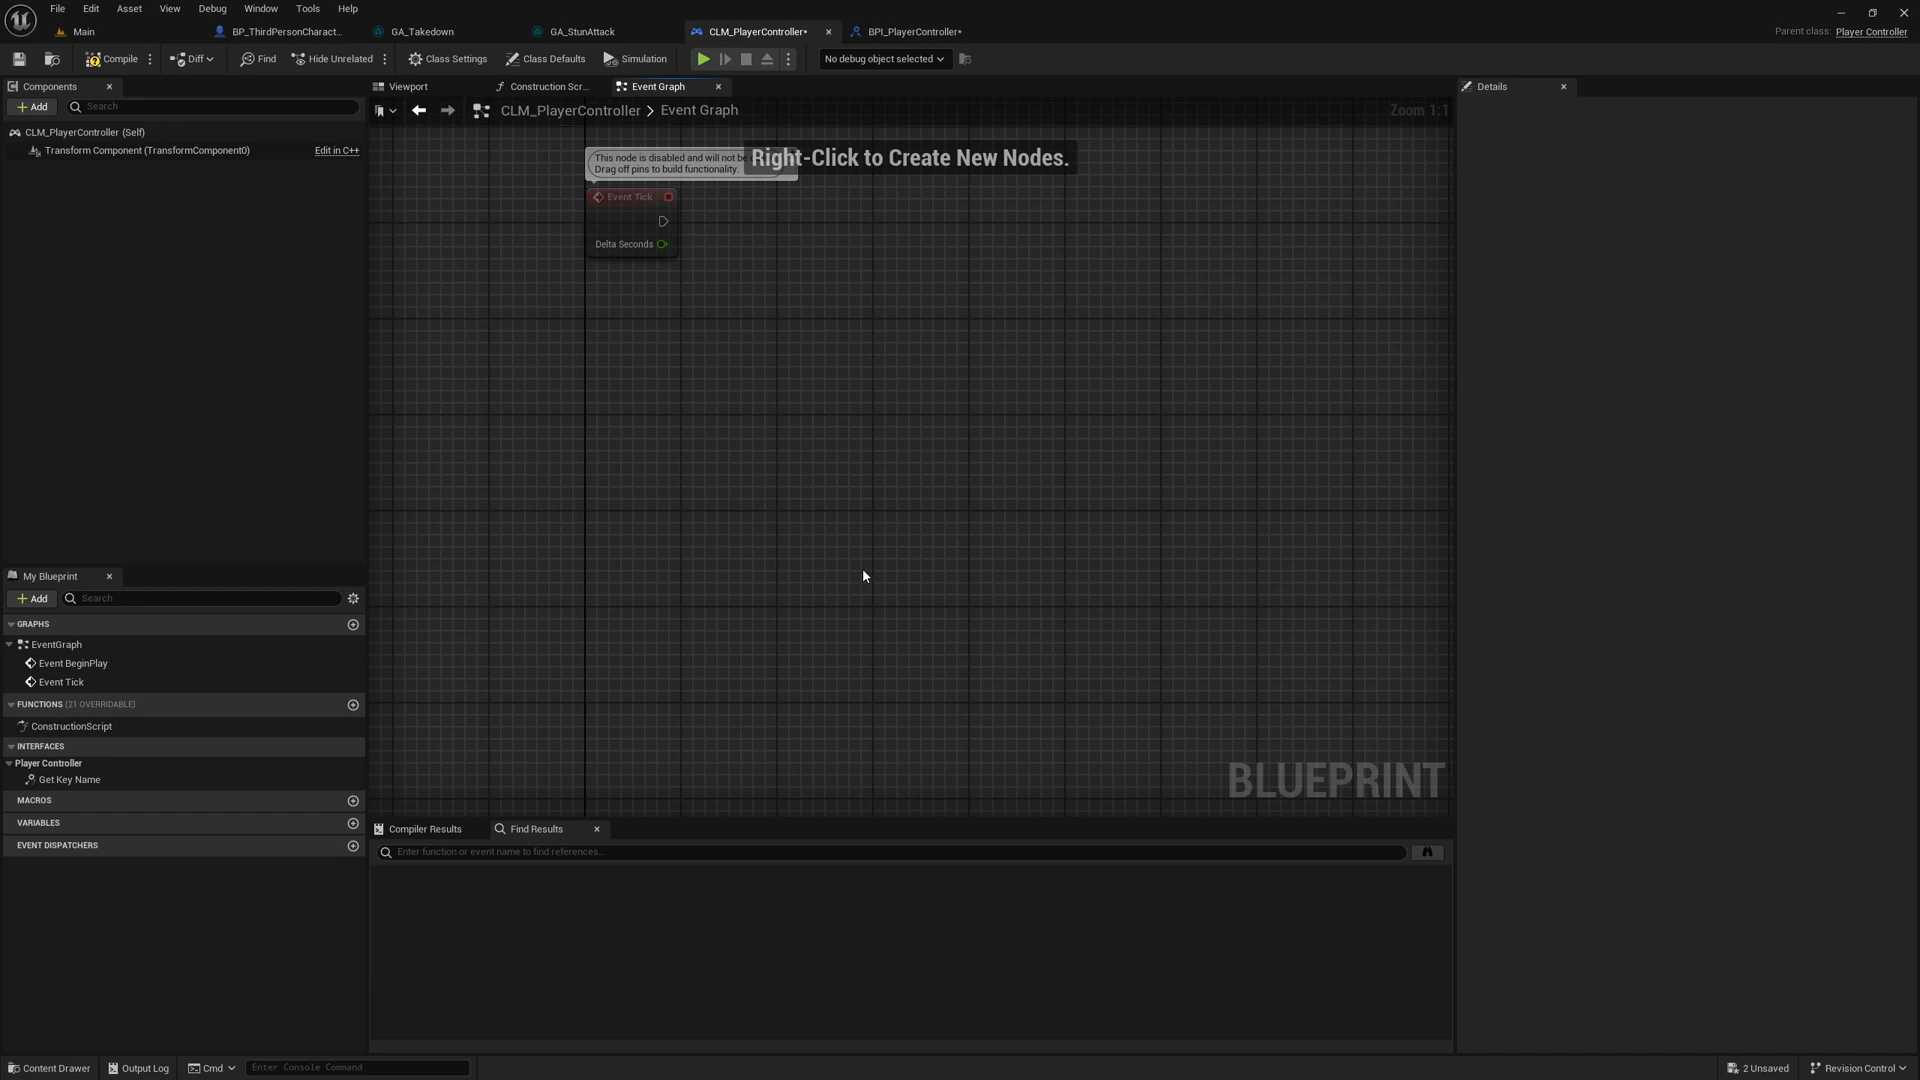 File Edit Asset View Debug Window Tools Help
Main
BP_ThirdPersonCharact...
GA_Takedown
GA_StunAttack
CLM_PlayerController•
BPI_PlayerController•
Parent class: Player Controller
Compile
Diff
Find
Hide Unrelated
Class Settings
Class Defaults
Simulation
No debug object selected
Components
Add
Search
CLM_PlayerController (Self)
Transform Component (TransformComponent0)
Edit in C++
Viewport
Construction Scr...
Event Graph
CLM_PlayerController > Event Graph
Zoom 1:1
This node is disabled and will not be
Drag off pins to build functionality.
Right-Click to Create New Nodes.
Event Tick
Delta Seconds
BLUEPRINT
Details
My Blueprint
Add
Search
GRAPHS
EventGraph
Event BeginPlay
Event Tick
FUNCTIONS (21 OVERRIDABLE)
ConstructionScript
INTERFACES
Player Controller
Get Key Name
MACROS
VARIABLES
EVENT DISPATCHERS
Compiler Results
Find Results
Enter function or event name to find references...
Content Drawer
Output Log
Cmd
Enter Console Command
2 Unsaved
Revision Control